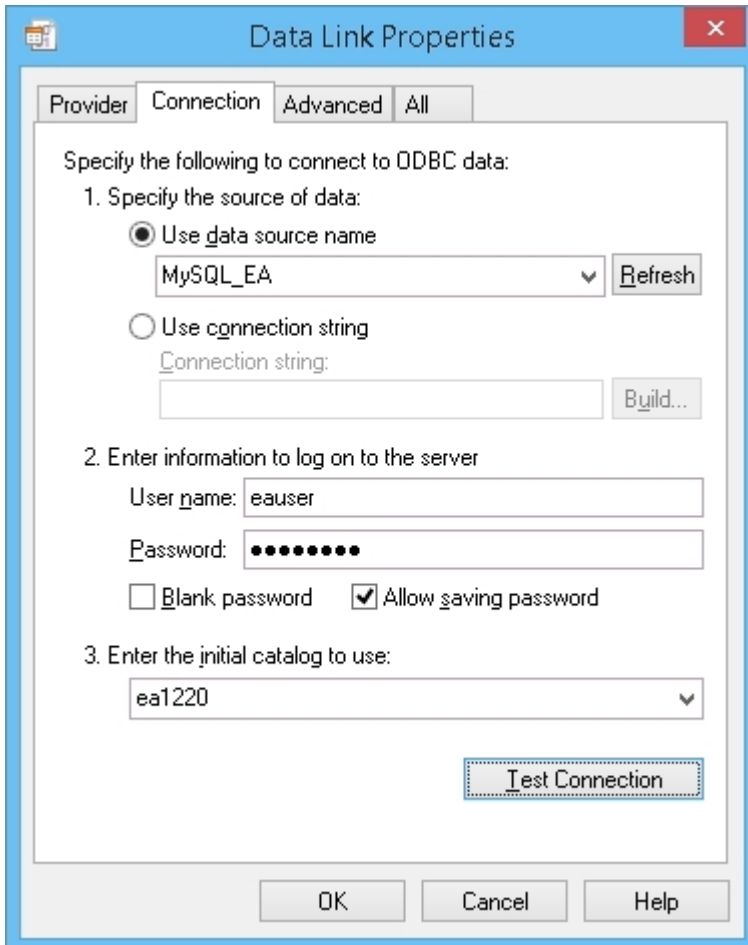 Data Link Properties
Provider Connection Advanced All
Specify the following to connect to ODBC data:
1. Specify the source of data:
Use data source name
MySQL_EA Refresh
Use connection string
Connection string:
Build...
2. Enter information to log on to the server
User name: eauser
Password: ●●●●●●●●
Blank password Allow saving password
3. Enter the initial catalog to use:
ea1220
Test Connection
OK Cancel Help